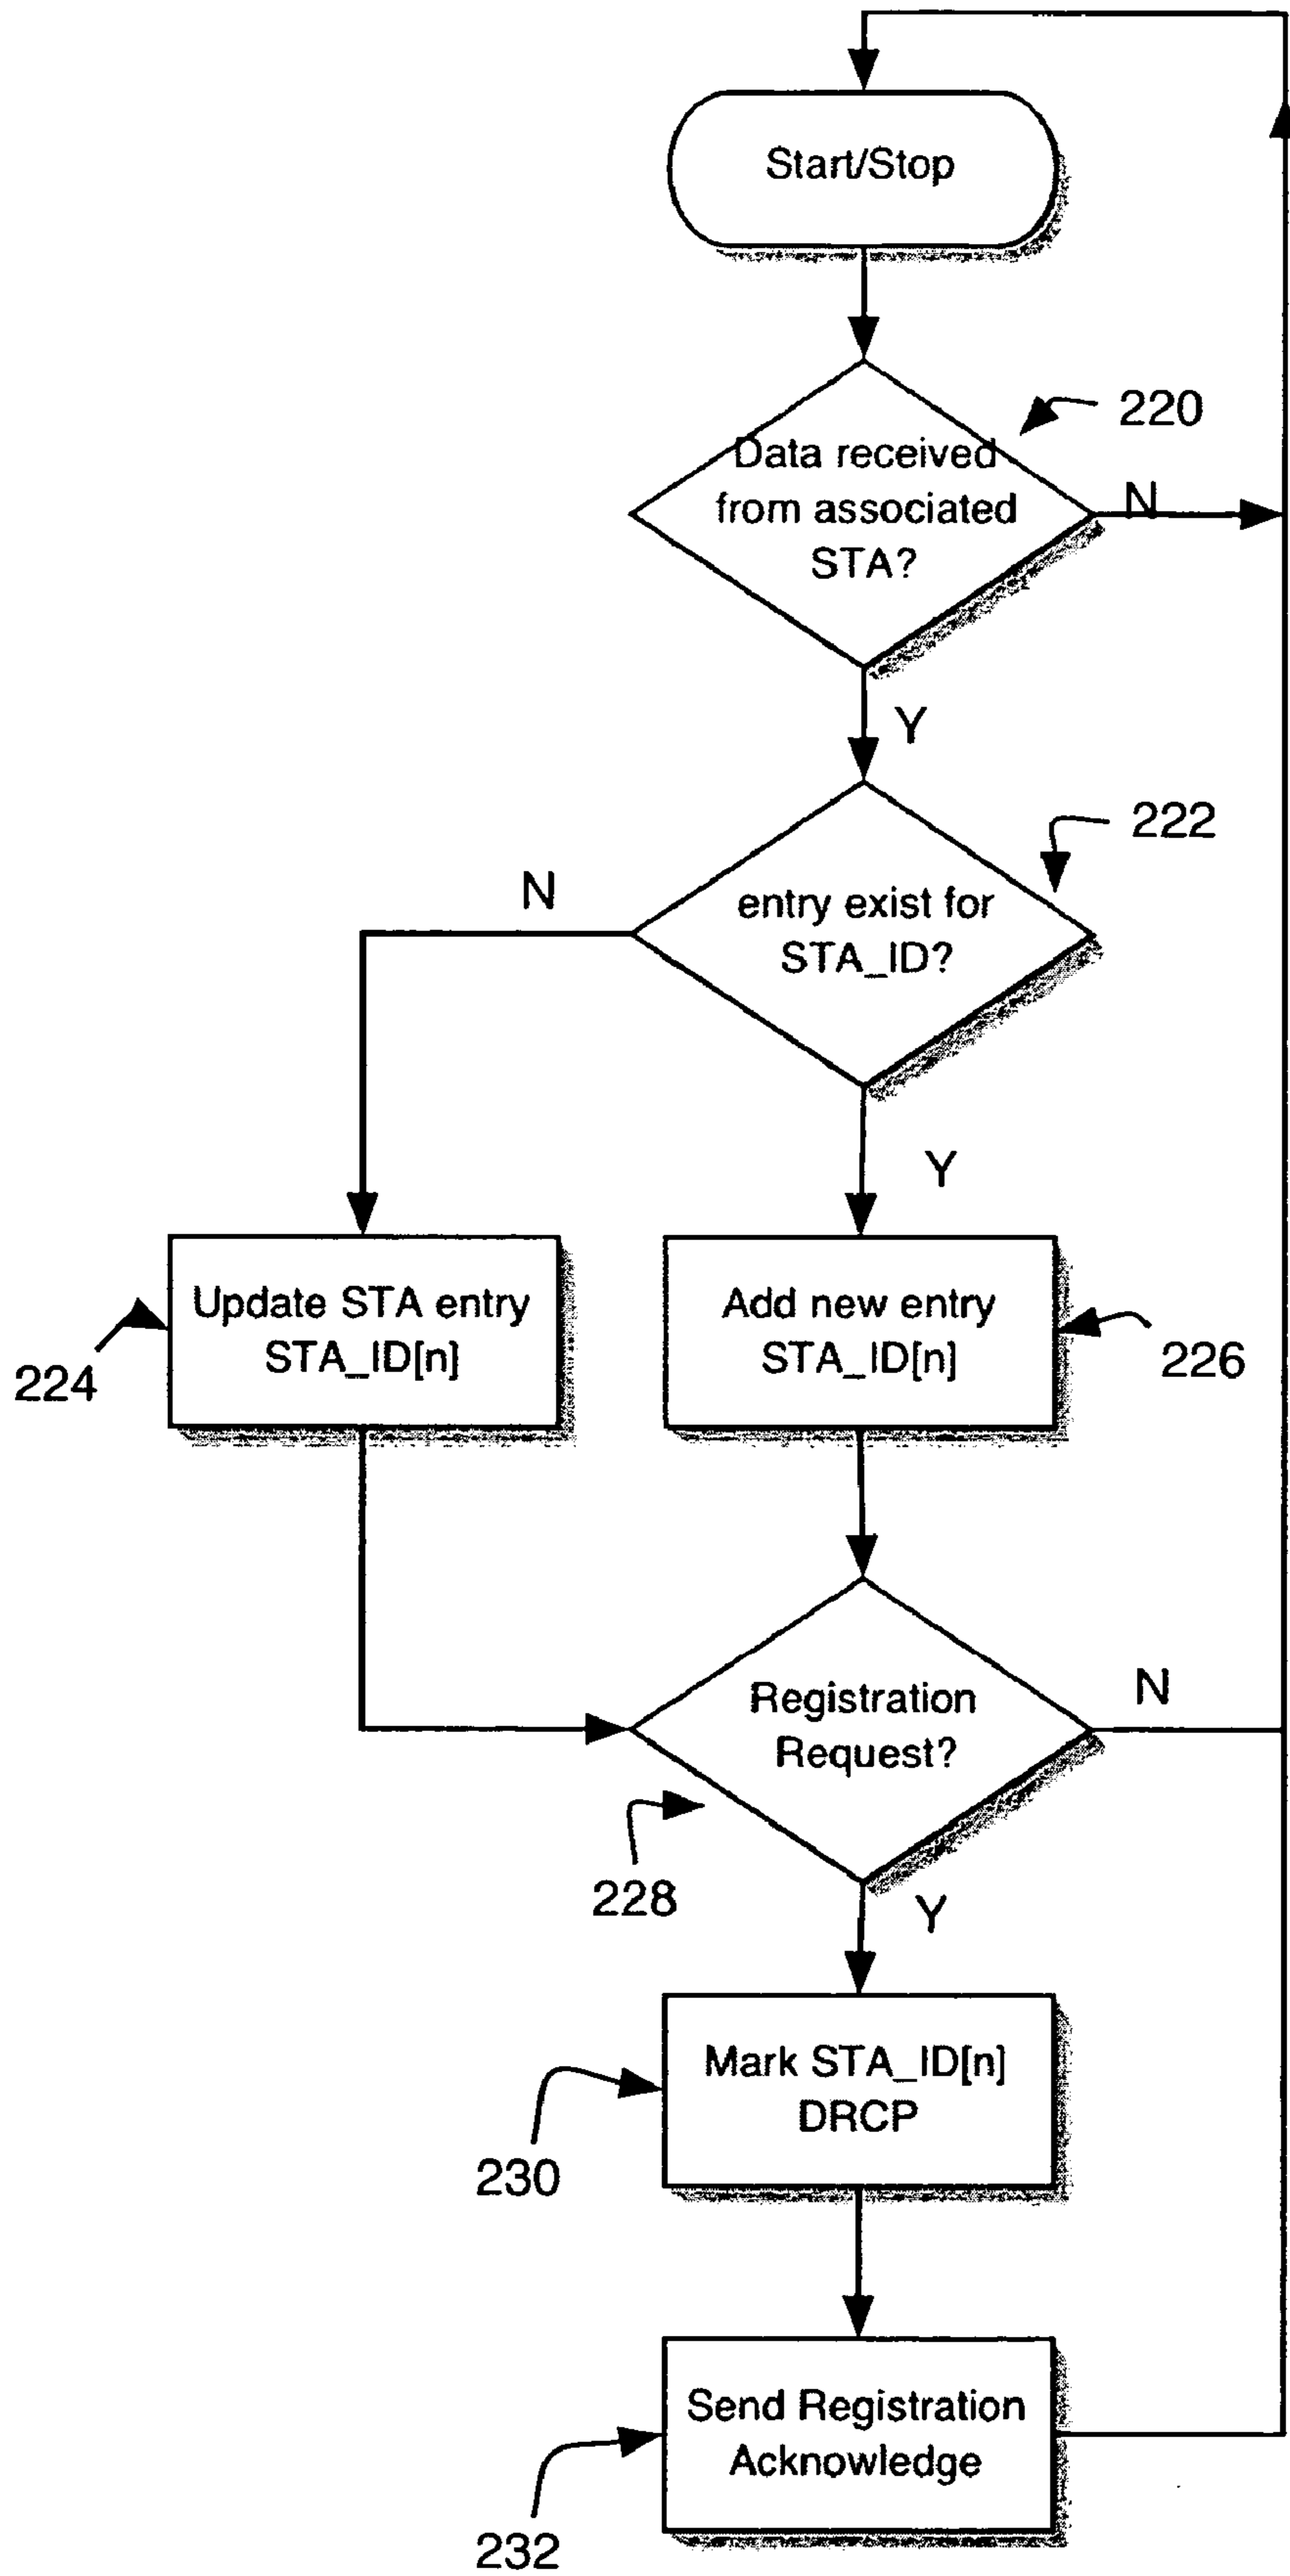 Start/Stop
220
Data received
from associated
STA?
N
Y
222
entry exist for
STA_ID?
N
Y
Update STA entry
STA_ID[n]
224
Add new entry
STA_ID[n]
226
Registration
Request?
N
228
Y
Mark STA_ID[n]
DRCP
230
Send Registration
Acknowledge
232